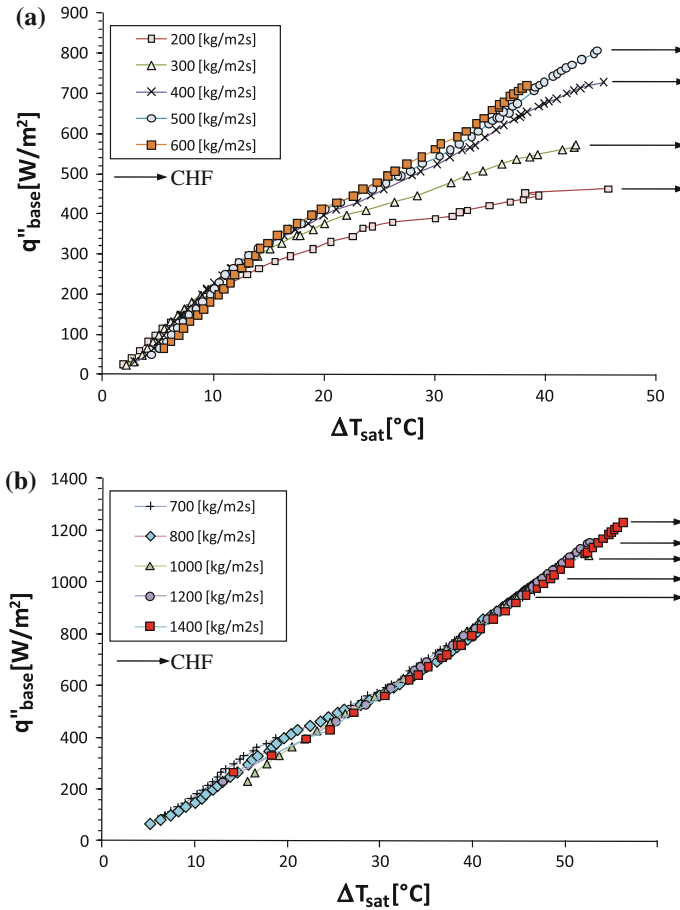 (a)
900
800
700
600
500
400
300
200
100
0
q"base[W/m²]
200 [kg/m2s]
300 [kg/m2s]
400 [kg/m2s]
500 [kg/m2s]
600 [kg/m2s]
CHF
0 10 20 30 40 50
ΔTsat[°C]
(b)
1400
1200
1000
800
600
400
200
0
q"base[W/m²]
700 [kg/m2s]
800 [kg/m2s]
1000 [kg/m2s]
1200 [kg/m2s]
1400 [kg/m2s]
CHF
0 10 20 30 40 50
ΔTsat[°C]